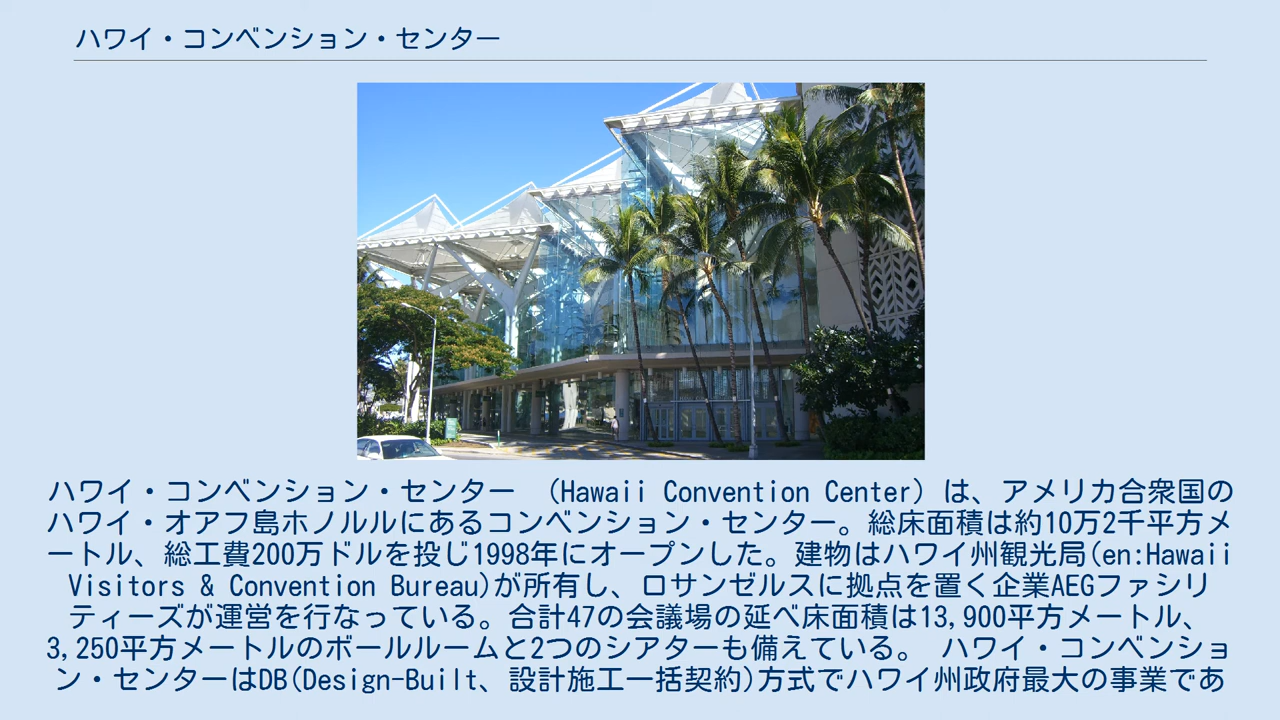 ハワイ・コンベンション・センター
ハワイ・コンベンション・センター （Hawaii Convention Center）は、アメリカ合衆国の
ハワイ・オアフ島ホノルルにあるコンベンション・センター。総床面積は約10万2千平方メ
ートル、総工費200万ドルを投じ1998年にオープンした。建物はハワイ州観光局(en:Hawaii
Visitors & Convention Bureau)が所有し、ロサンゼルスに拠点を置く企業AEGファシリ
ティーズが運営を行なっている。合計47の会議場の延べ床面積は13,900平方メートル、
3,250平方メートルのボールルームと2つのシアターも備えている。 ハワイ・コンベンショ
ン・センターはDB(Design-Built、設計施工一括契約)方式でハワイ州政府最大の事業であ